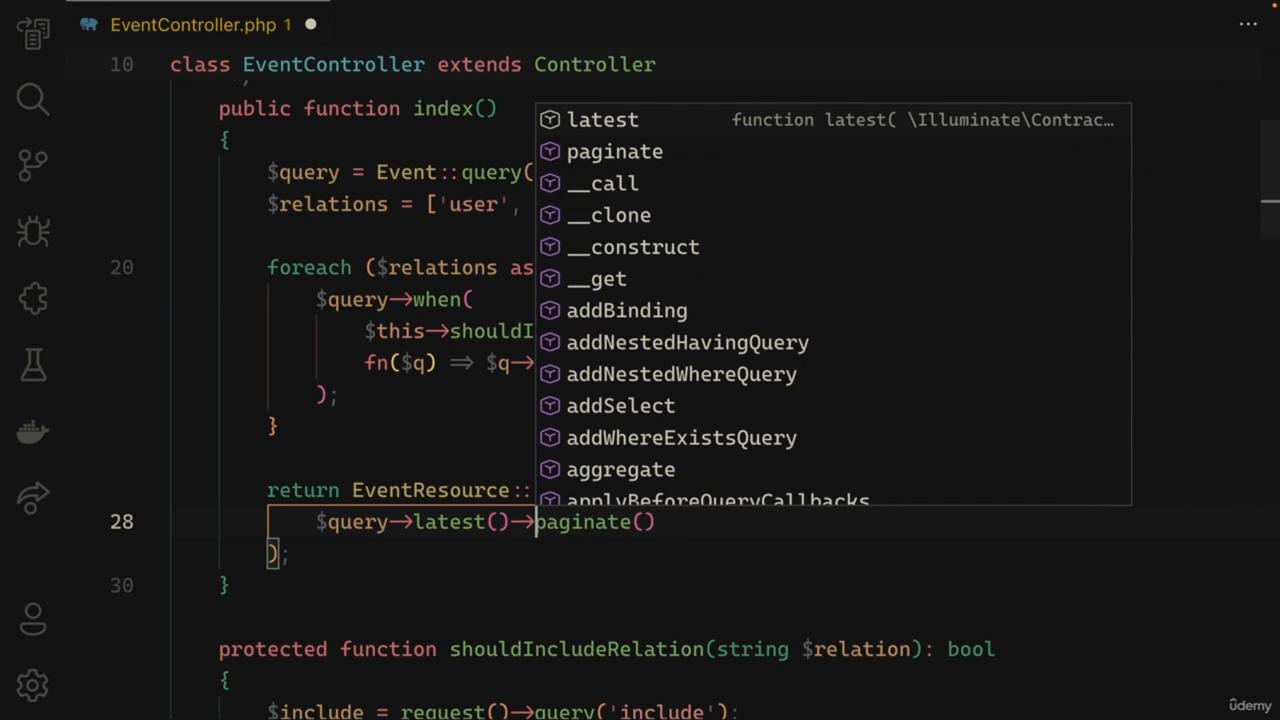 EventController.php 1
10 class EventController extends Controller
public function index()
{
$query = Event::query(
$relations = ['user',
20 foreach ($relations as
$query->when(
$this->shouldI
fn($q) => $q->
);
}
return EventResource::
28 $query->latest()->paginate()
);
30 }
protected function shouldIncludeRelation(string $relation): bool
{
$include = request()->query('include');
latest function latest( \Illuminate\Contrac…
paginate
__call
__clone
__construct
__get
addBinding
addNestedHavingQuery
addNestedWhereQuery
addSelect
addWhereExistsQuery
aggregate
applyBeforeQueryCallbacks
ûdemy